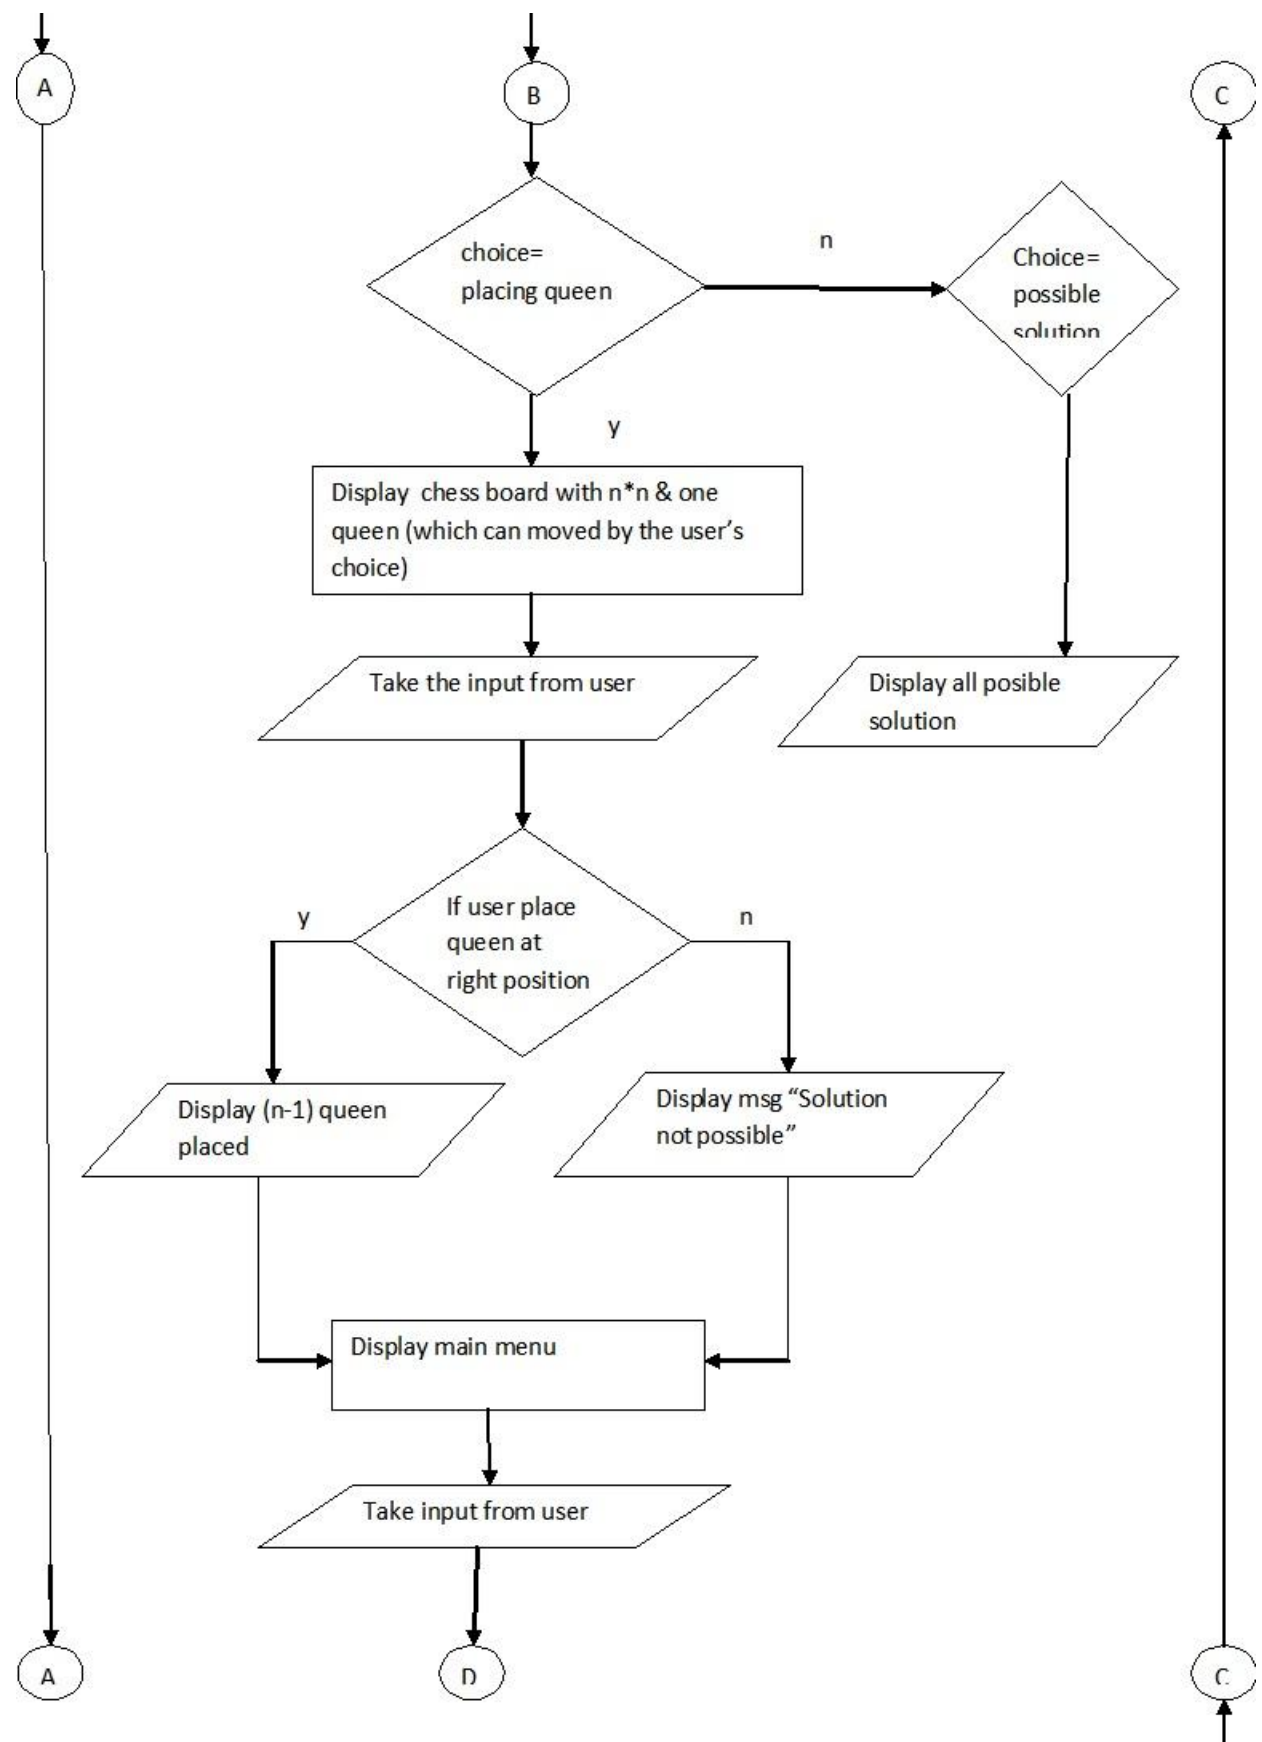 A
B
C
choice=
placing queen
n
Choice=
possible
solution
y
Display chess board with n*n & one
queen (which can moved by the user’s
choice)
Take the input from user
Display all posible
solution
If user place
queen at
right position
y
n
Display (n-1) queen
placed
Display msg “Solution
not possible”
Display main menu
Take input from user
A
D
C